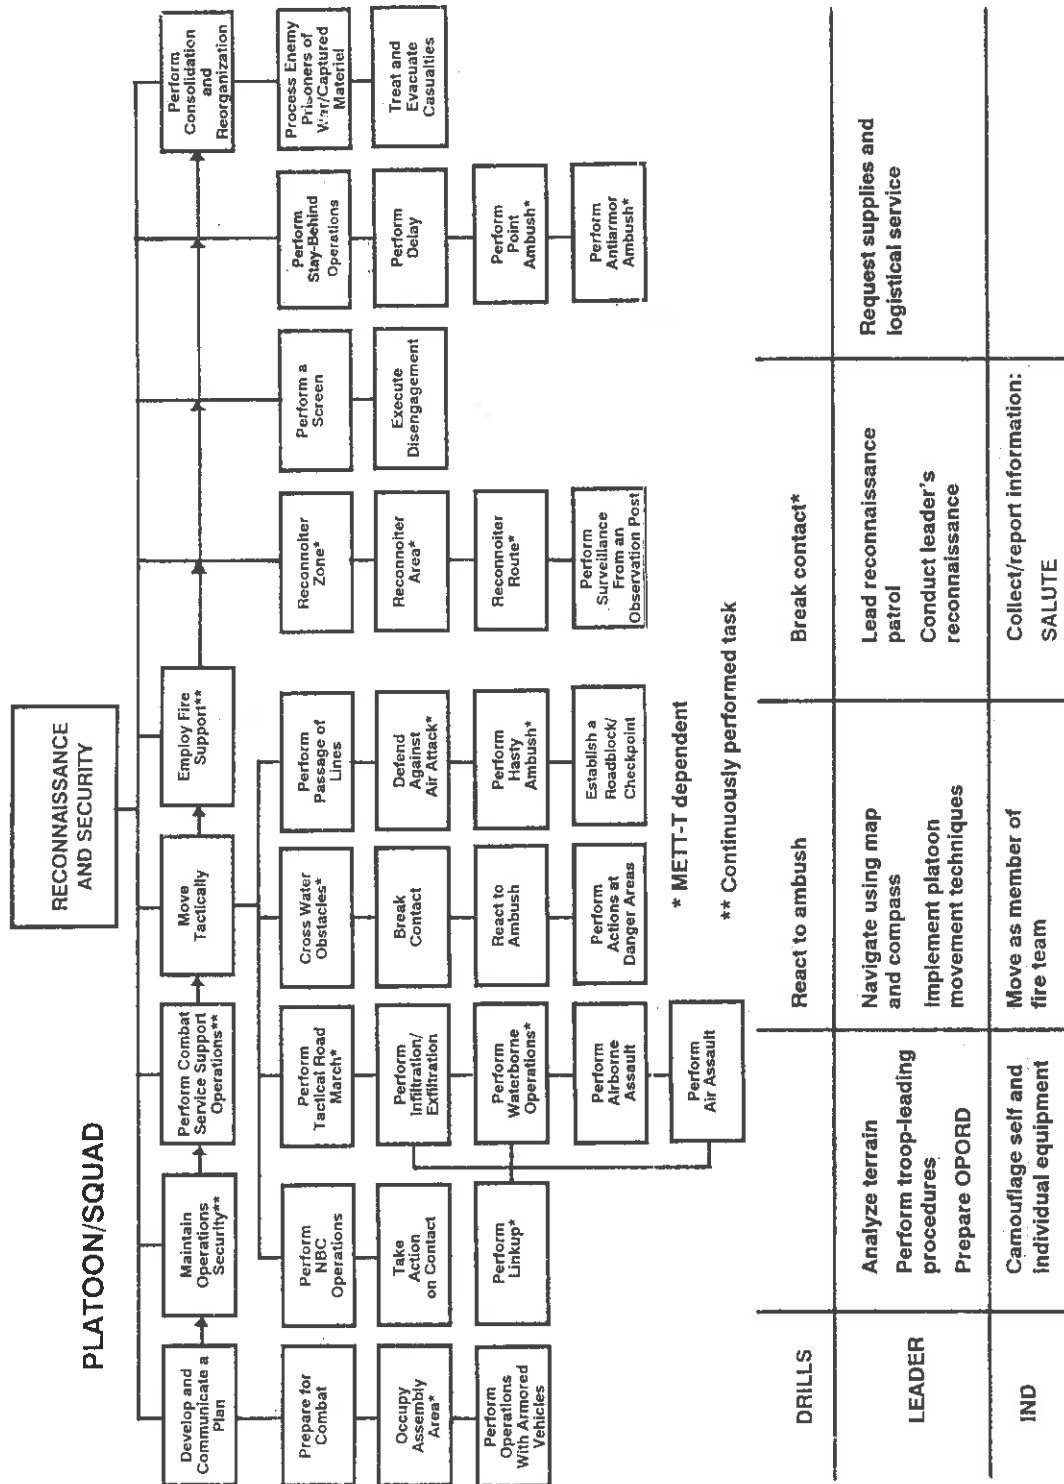 PLATOON/SQUAD
RECONNAISSANCE
AND SECURITY
Develop and
Communicate a
Plan
Maintain
Operations
Security**
Perform Combat
Service Support
Operations**
Move
Tactically
Employ Fire
Support**
Perform
Consolidation
and
Reorganization
Prepare for
Combat
Occupy
Assembly
Area*
Perform
Operations
With Armored
Vehicles
Perform
NBC
Operations
Take
Action
on Contact
Perform
Linkup*
Perform
Tactical Road
March*
Perform
Infiltration/
Exfiltration
Perform
Waterborne
Operations*
Perform
Airborne
Assault
Perform
Air Assault
Cross Water
Obstacles*
Break
Contact
React to
Ambush
Perform
Actions at
Danger Areas
Perform
Passage of
Lines
Defend
Against
Air Attack*
Perform
Hasty
Ambush*
Establish a
Roadblock/
Checkpoint
Reconnoiter
Zone*
Reconnoiter
Area*
Reconnoiter
Route*
Perform
Surveillance
From an
Observation Post
Perform a
Screen
Execute
Disengagement
Perform
Stay-Behind
Operations
Perform
Delay
Perform
Point
Ambush*
Perform
Antiarmor
Ambush*
Process Enemy
Prisoners of
War/Captured
Materiel
Treat and
Evacuate
Casualties
* METT-T dependent
** Continuously performed task
DRILLS
React to ambush
Break contact*
LEADER
Analyze terrain
Perform troop-leading
procedures
Prepare OPORD
Navigate using map
and compass
Implement platoon
movement techniques
Lead reconnaissance
patrol
Conduct leader's
reconnaissance
Request supplies and
logistical service
IND
Camouflage self and
individual equipment
Move as member of
fire team
Collect/report information:
SALUTE